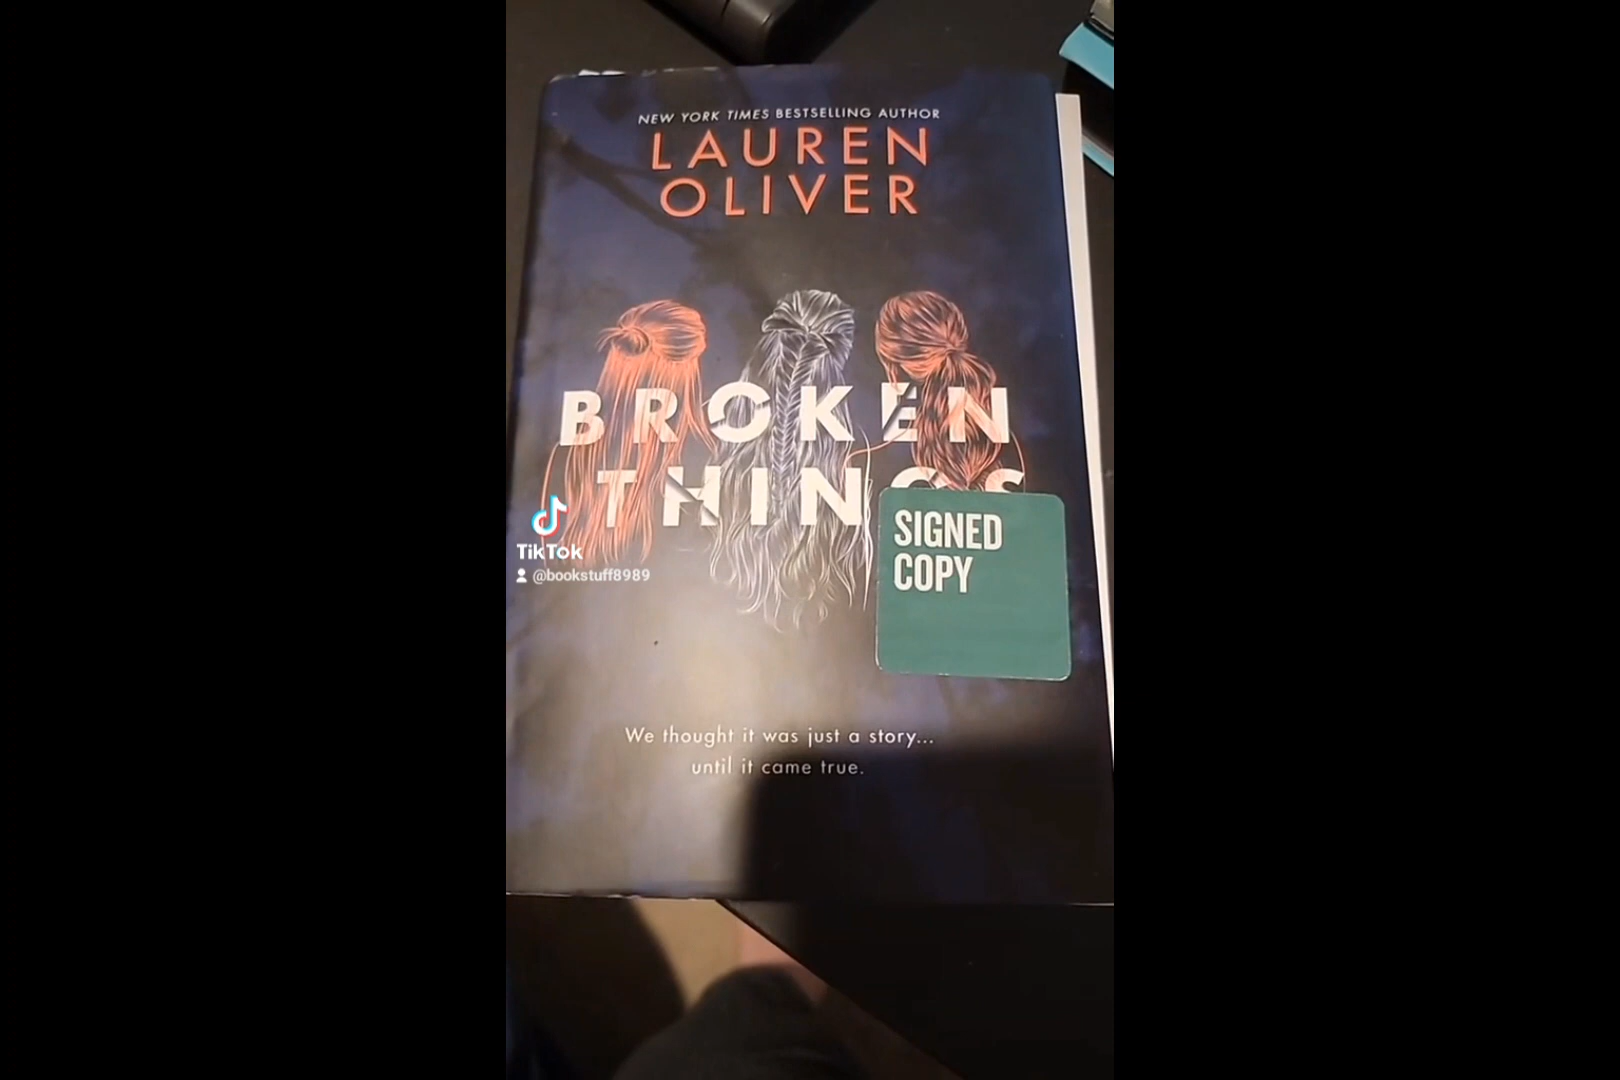 NEW YORK TIMES BESTSELLING AUTHOR
LAUREN
OLIVER
BROKEN
THINGS
SIGNED
COPY
TikTok
@bookstuff8989
We thought it was just a story...
until it came true.